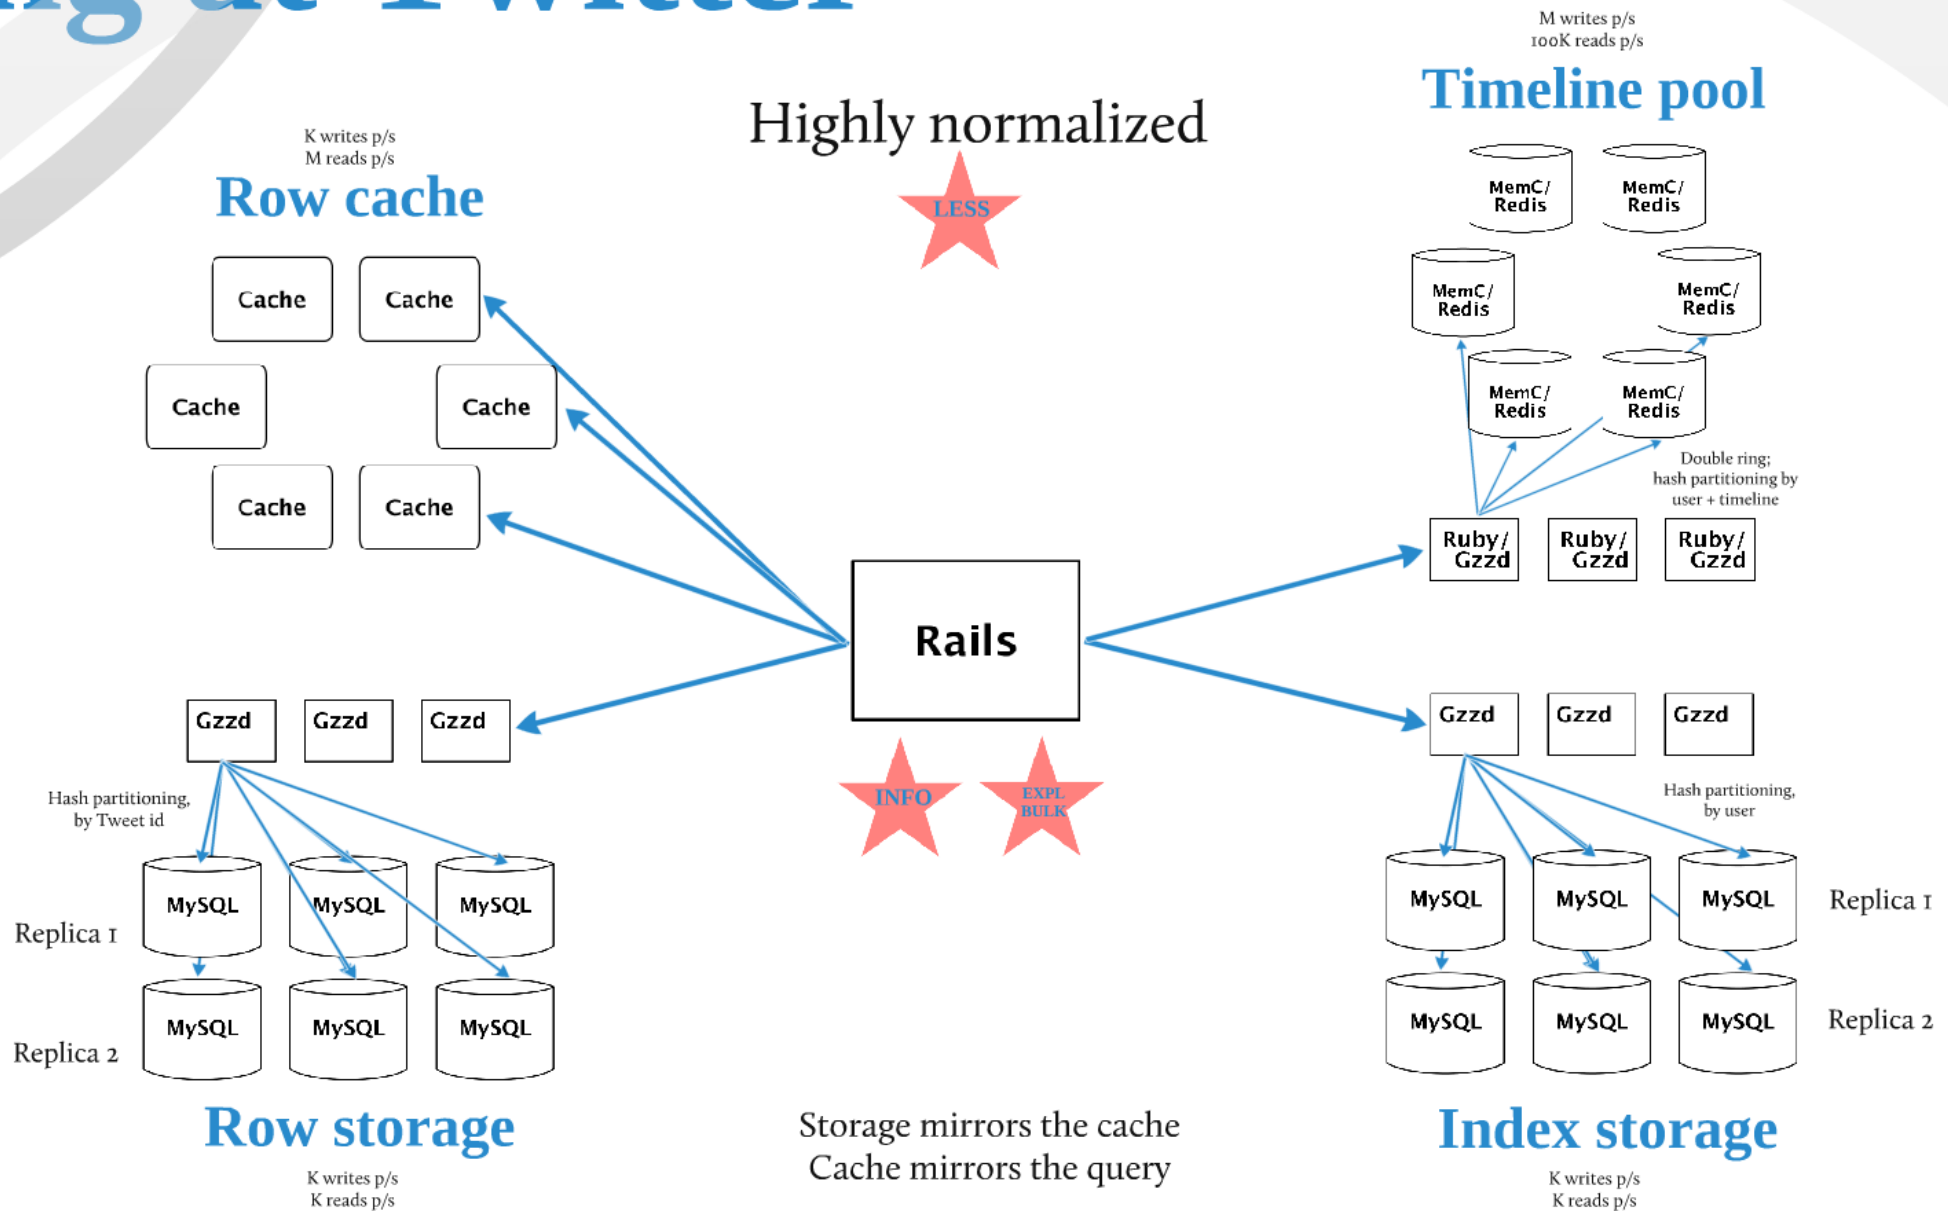 ng at Twitter
K writes p/s
M reads p/s
Row cache
Cache
Cache
Cache
Cache
Cache
Cache
Highly normalized
LESS
M writes p/s
100K reads p/s
Timeline pool
MemC/
Redis
MemC/
Redis
MemC/
Redis
MemC/
Redis
MemC/
Redis
MemC/
Redis
Double ring;
hash partitioning by
user + timeline
Ruby/
Gzzd
Ruby/
Gzzd
Ruby/
Gzzd
Rails
INFO
EXPL
BULK
Gzzd
Gzzd
Gzzd
Hash partitioning,
by Tweet id
MySQL
MySQL
MySQL
Replica 1
MySQL
MySQL
MySQL
Replica 2
Row storage
K writes p/s
K reads p/s
Storage mirrors the cache
Cache mirrors the query
Gzzd
Gzzd
Gzzd
Hash partitioning,
by user
MySQL
MySQL
MySQL
Replica 1
MySQL
MySQL
MySQL
Replica 2
Index storage
K writes p/s
K reads p/s